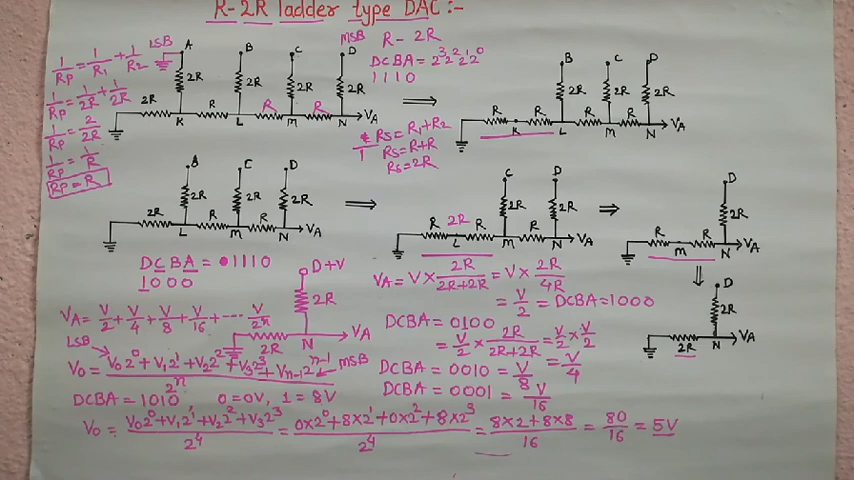 R-2R ladder type DAC:-
1/RP = 1/R1 + 1/R2
1/RP = 1/2R + 1/2R
1/RP = 2/2R
1/RP = 1/R
RP = R
LSB
A
B
C
MSB
D
2R
2R
2R
2R
2R
R
R
R
K
L
M
N
VA
R - 2R
DCBA = 2³2²2¹2⁰
1110
⇒
RS = R1+R2
RS = R+R
RS = 2R
B
C
D
2R
2R
2R
R
R
R
R
K
L
M
N
VA
B
C
D
2R
2R
2R
2R
R
R
L
M
N
VA
⇒
C
D
2R
2R
R
2R
R
R
L
M
N
VA
⇒
D
2R
R
R
M
N
VA
⇓
D
2R
2R
N
VA
DCBA = 01110
1000
D+V
2R
2R
N
VA
VA = V/2 + V/4 + V/8 + V/16 + ---- V/2ⁿ
LSB
VO = (V0 2⁰ + V1 2¹ + V2 2² + V3 2³ + Vn-1 2ⁿ⁻¹)/2ⁿ
MSB
DCBA = 1010 0=0V, 1 = 8V
VA = V × 2R/(2R+2R) = V × 2R/4R
= V/2 = DCBA=1000
DCBA = 0100
= V/2 × 2R/(2R+2R) = V/2 × V/2
= V/4
DCBA = 0010 = V/8
DCBA = 0001 = V/16
VO = (V0 2⁰ + V1 2¹ + V2 2² + V3 2³)/2⁴ = (0×2⁰ + 8×2¹ + 0×2² + 8×2³)/2⁴ = (8×2+8×8)/16 = 80/16 = 5V